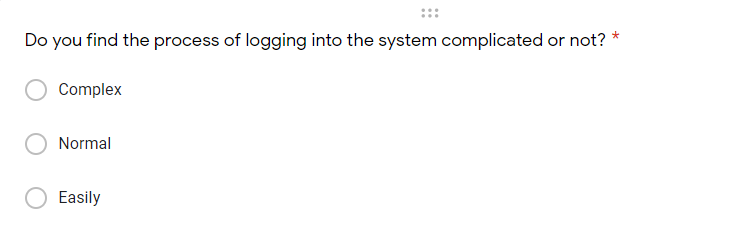 Do you find the process of logging into the system complicated or not? *
Complex
Normal
Easily